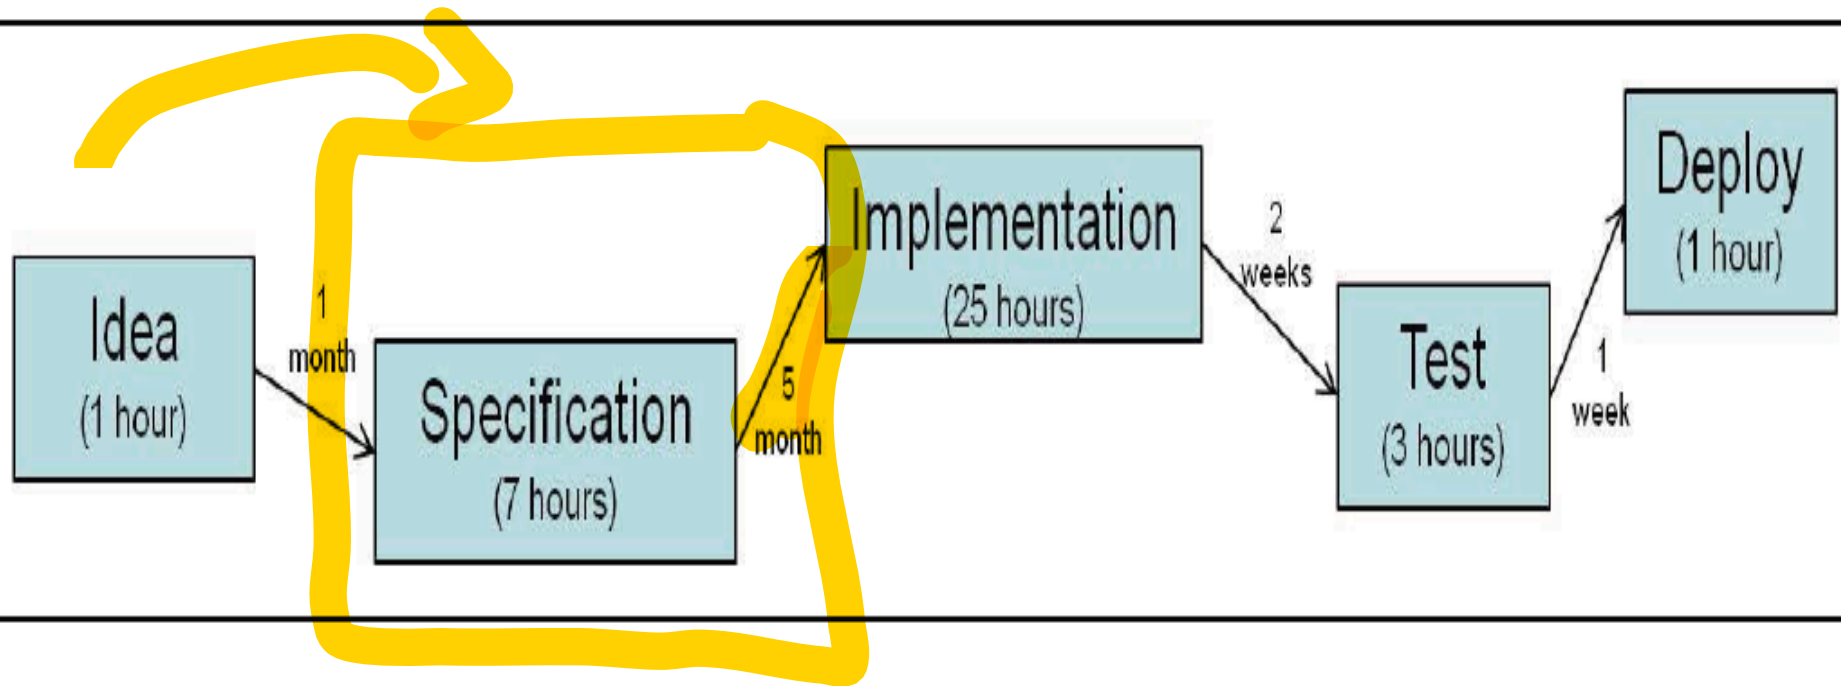 Idea
(1 hour)
1
month
Specification
(7 hours)
5
month
Implementation
(25 hours)
2
weeks
Test
(3 hours)
1
week
Deploy
(1 hour)